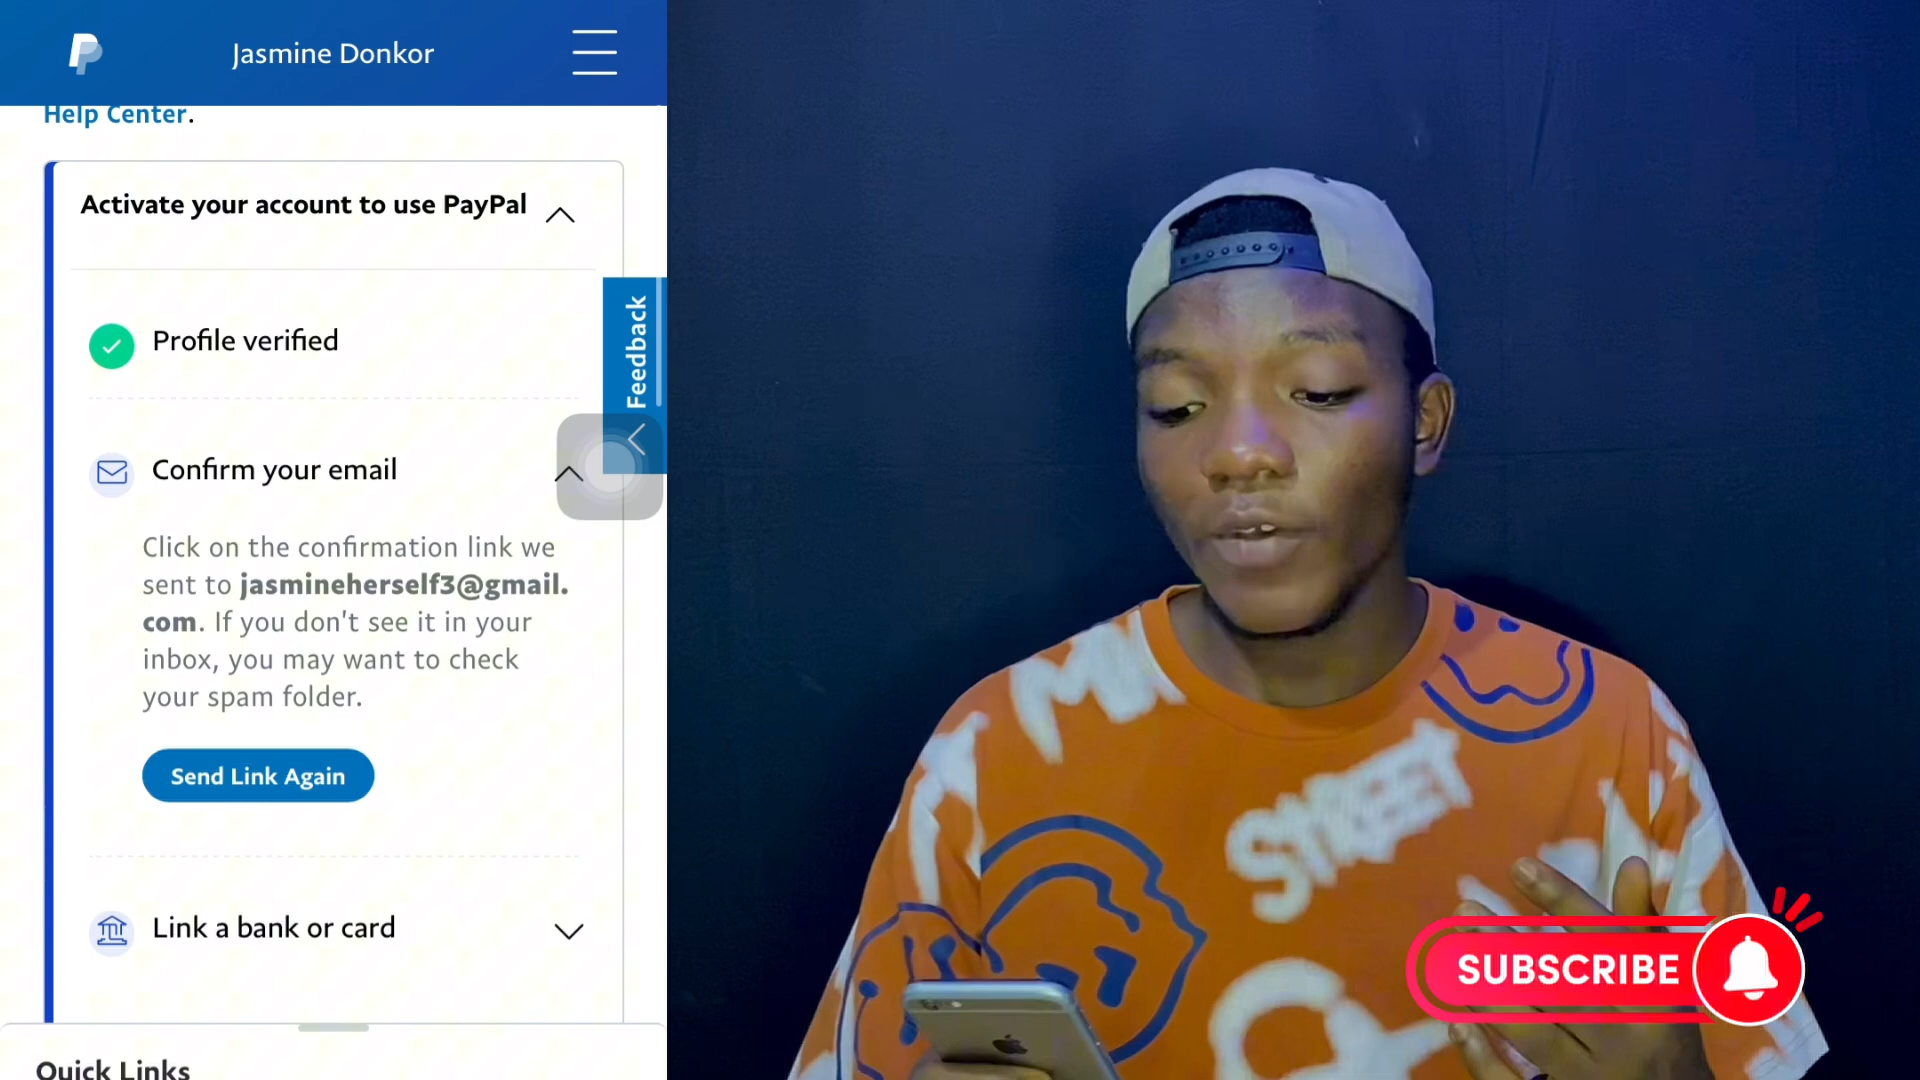 Jasmine Donkor
Help Center.
Activate your account to use PayPal
Profile verified
Feedback
Confirm your email
Click on the confirmation link we
sent to jasmineherself3@gmail.
com. If you don't see it in your
inbox, you may want to check
your spam folder.
Send Link Again
Link a bank or card
Quick Links
STREET
SUBSCRIBE